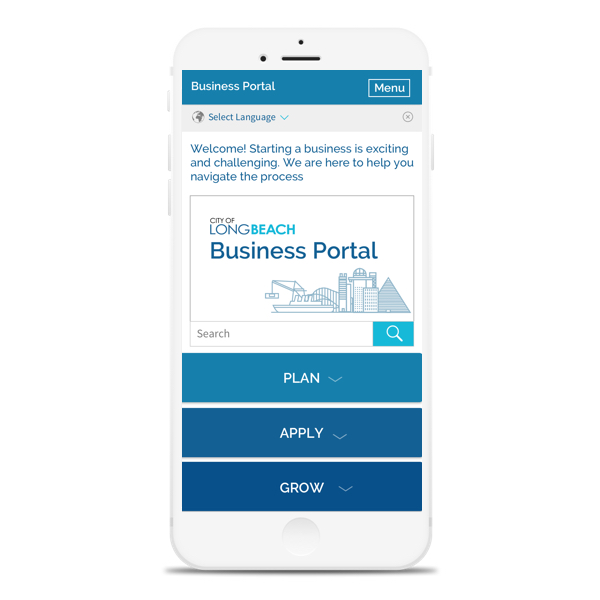 Business Portal
Menu
Select Language
Welcome! Starting a business is exciting
and challenging. We are here to help you
navigate the process
CITY OF
LONGBEACH
Business Portal
Search
PLAN
APPLY
GROW